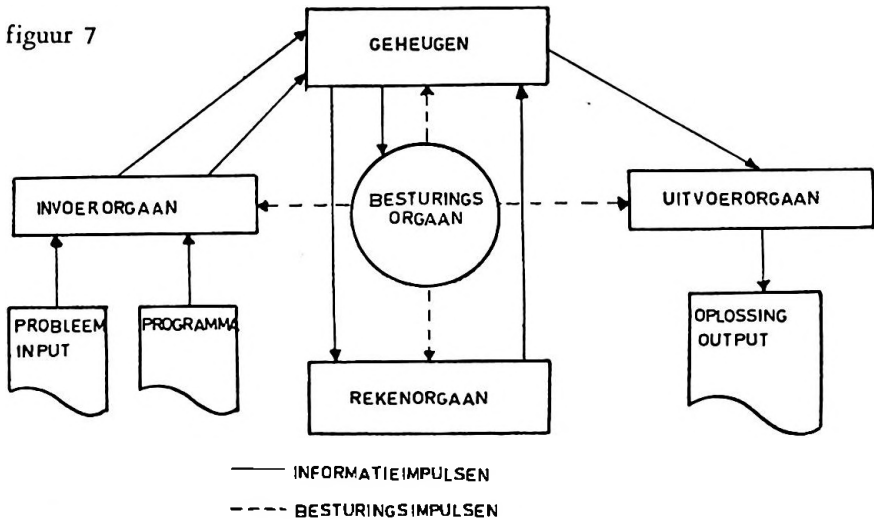 figuur 7
GEHEUGEN
INVOERORGAAN
BESTURINGS
ORGAAN
UITVOERORGAAN
PROBLEEM
INPUT
PROGRAMMA
OPLOSSING
OUTPUT
REKENORGAAN
INFORMATIEIMPULSEN
BESTURINGSIMPULSEN